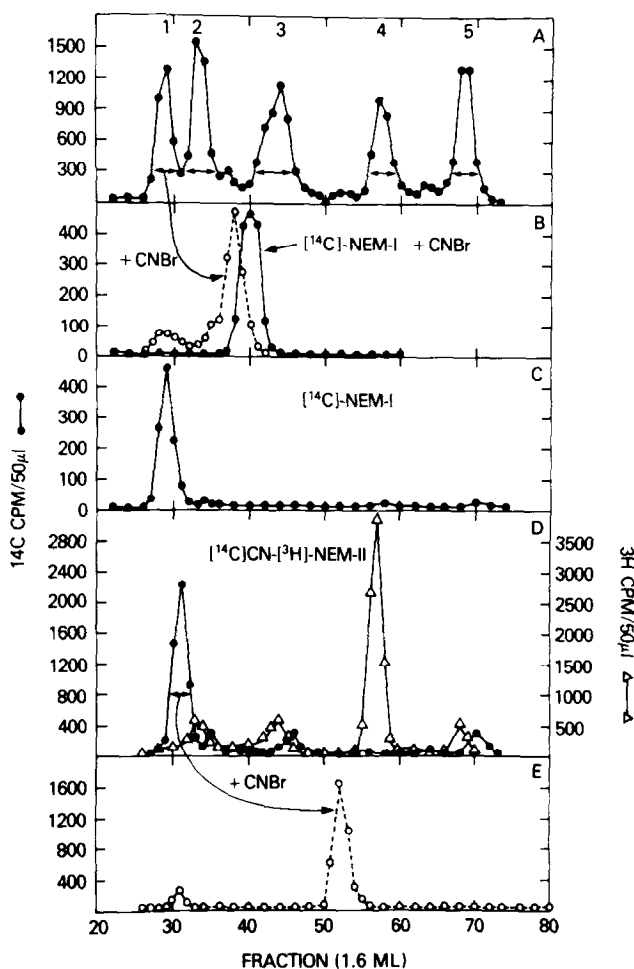 1 2 3 4 5
A
1500
1200
900
600
300
B
400
300
200
100
0
+ CNBr
[14C]-NEM-I + CNBr
C
400
300
200
100
0
[14C]-NEM-I
D
2800
2400
2000
1600
1200
800
400
[14C]CN-[3H]-NEM-II
3500
3000
2500
2000
1500
1000
500
E
1600
1200
800
400
+ CNBr
20 30 40 50 60 70 80
FRACTION (1.6 ML)
14C CPM/50μl
3H CPM/50μl